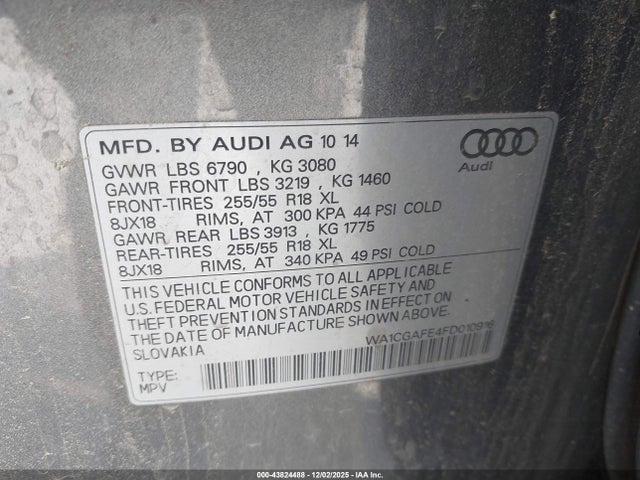 MFD. BY AUDI AG 10 14
GVWR LBS 6790 , KG 3080
GAWR FRONT LBS 3219 , KG 1460
FRONT-TIRES 255/55 R18 XL
8JX18 RIMS, AT 300 KPA 44 PSI COLD
GAWR REAR LBS 3913 , KG 1775
REAR-TIRES 255/55 R18 XL
8JX18 RIMS, AT 340 KPA 49 PSI COLD
THIS VEHICLE CONFORMS TO ALL APPLICABLE
U.S. FEDERAL MOTOR VEHICLE SAFETY AND
THEFT PREVENTION STANDARDS IN EFFECT ON
THE DATE OF MANUFACTURE SHOWN ABOVE.
SLOVAKIA
WA1CGAFE4FD010916
TYPE:
MPV
Audi
000-43824488 - 12/02/2025 - IAA Inc.